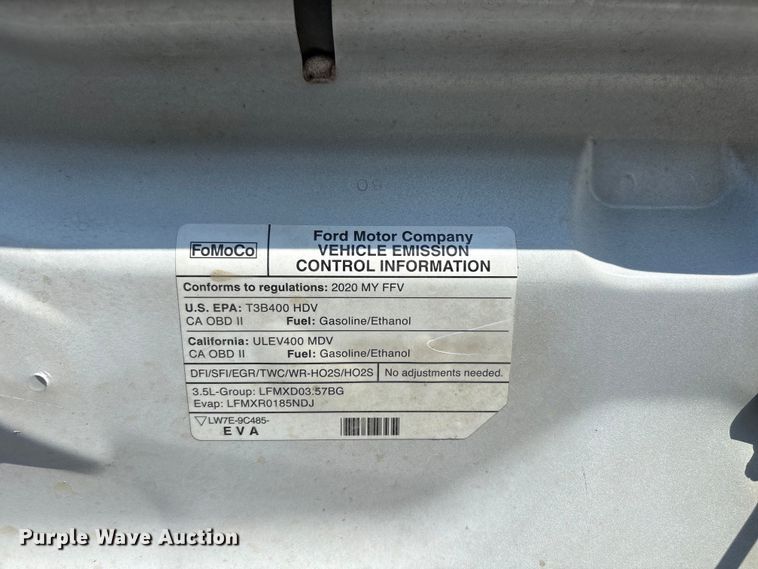 60
FoMoCo
Ford Motor Company
VEHICLE EMISSION
CONTROL INFORMATION
Conforms to regulations: 2020 MY FFV
U.S. EPA: T3B400 HDV
CA OBD II Fuel: Gasoline/Ethanol
California: ULEV400 MDV
CA OBD II Fuel: Gasoline/Ethanol
DFI/SFI/EGR/TWC/WR-HO2S/HO2S No adjustments needed.
3.5L-Group: LFMXD03.57BG
Evap: LFMXR0185NDJ
LW7E-9C485-
E V A
Purple Wave Auction